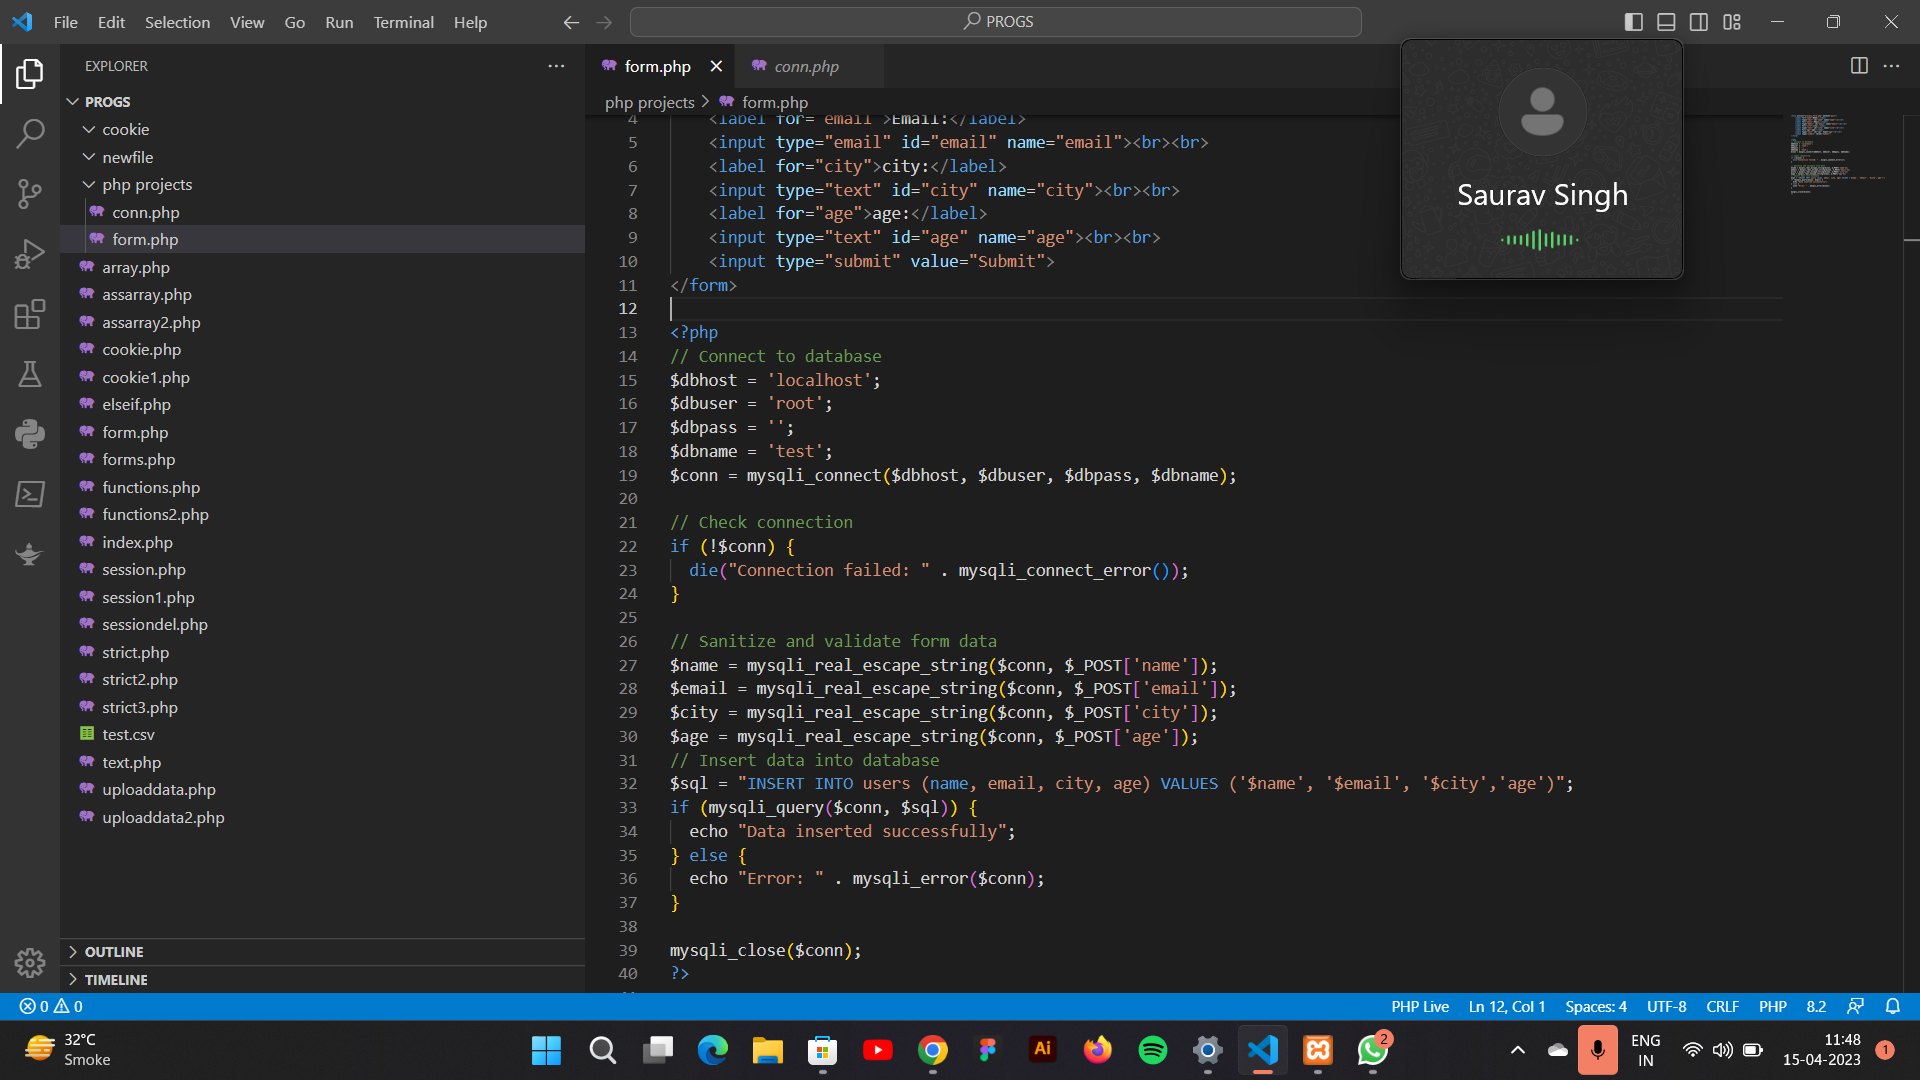 File Edit Selection View Go Run Terminal Help
PROGS
EXPLORER
PROGS
cookie
newfile
php projects
conn.php
form.php
array.php
assarray.php
assarray2.php
cookie.php
cookie1.php
elseif.php
form.php
forms.php
functions.php
functions2.php
index.php
session.php
session1.php
sessiondel.php
strict.php
strict2.php
strict3.php
test.csv
text.php
uploaddata.php
uploaddata2.php
OUTLINE
TIMELINE
form.php conn.php
php projects form.php
4 <label for="email">Email:</label>
5 <input type="email" id="email" name="email"><br><br>
6 <label for="city">city:</label>
7 <input type="text" id="city" name="city"><br><br>
8 <label for="age">age:</label>
9 <input type="text" id="age" name="age"><br><br>
10 <input type="submit" value="Submit">
11 </form>
12
13 <?php
14 // Connect to database
15 $dbhost = 'localhost';
16 $dbuser = 'root';
17 $dbpass = '';
18 $dbname = 'test';
19 $conn = mysqli_connect($dbhost, $dbuser, $dbpass, $dbname);
20
21 // Check connection
22 if (!$conn) {
23 die("Connection failed: " . mysqli_connect_error());
24 }
25
26 // Sanitize and validate form data
27 $name = mysqli_real_escape_string($conn, $_POST['name']);
28 $email = mysqli_real_escape_string($conn, $_POST['email']);
29 $city = mysqli_real_escape_string($conn, $_POST['city']);
30 $age = mysqli_real_escape_string($conn, $_POST['age']);
31 // Insert data into database
32 $sql = "INSERT INTO users (name, email, city, age) VALUES ('$name', '$email', '$city','age')";
33 if (mysqli_query($conn, $sql)) {
34 echo "Data inserted successfully";
35 } else {
36 echo "Error: " . mysqli_error($conn);
37 }
38
39 mysqli_close($conn);
40 ?>
Saurav Singh
0 0
PHP Live Ln 12, Col 1 Spaces: 4 UTF-8 CRLF PHP 8.2
32°C
Smoke
Ai
2
ENG
IN
11:48
15-04-2023
1